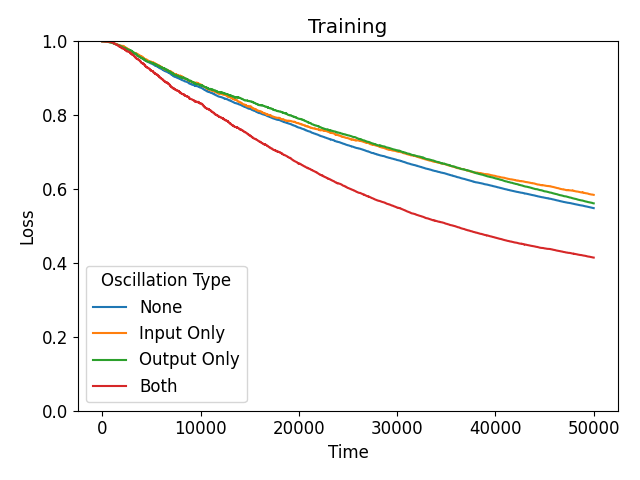 Training
1.0
0.8
0.6
0.4
0.2
0.0
Loss
Oscillation Type
None
Input Only
Output Only
Both
0 10000 20000 30000 40000 50000
Time